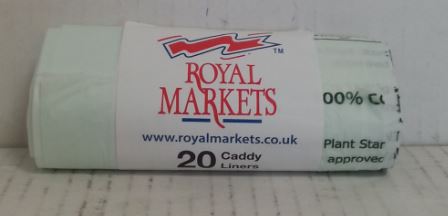 TM
ROYAL
MARKETS
www.royalmarkets.co.uk
20 Caddy
Liners
00%
Plant Star
approved